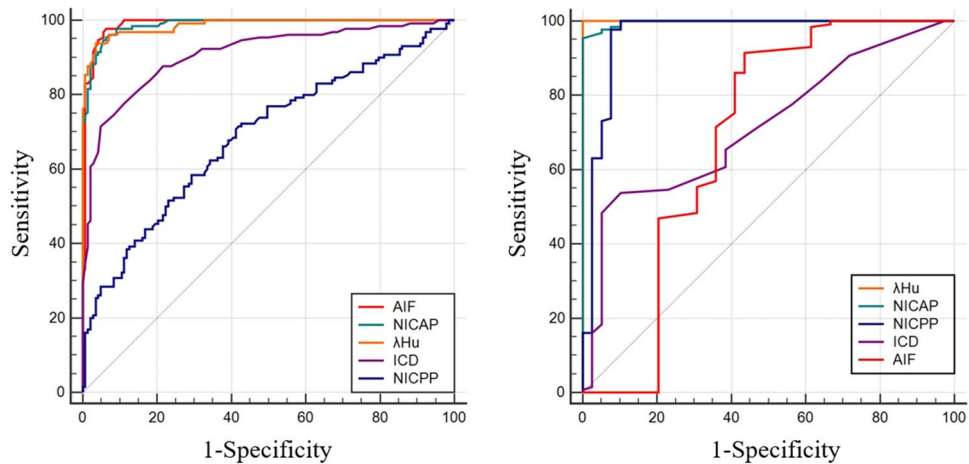 100
80
60
40
20
0
Sensitivity
AIF
NICAP
λHu
ICD
NICPP
0 20 40 60 80 100
1-Specificity
100
80
60
40
20
0
Sensitivity
λHu
NICAP
NICPP
ICD
AIF
0 20 40 60 80 100
1-Specificity